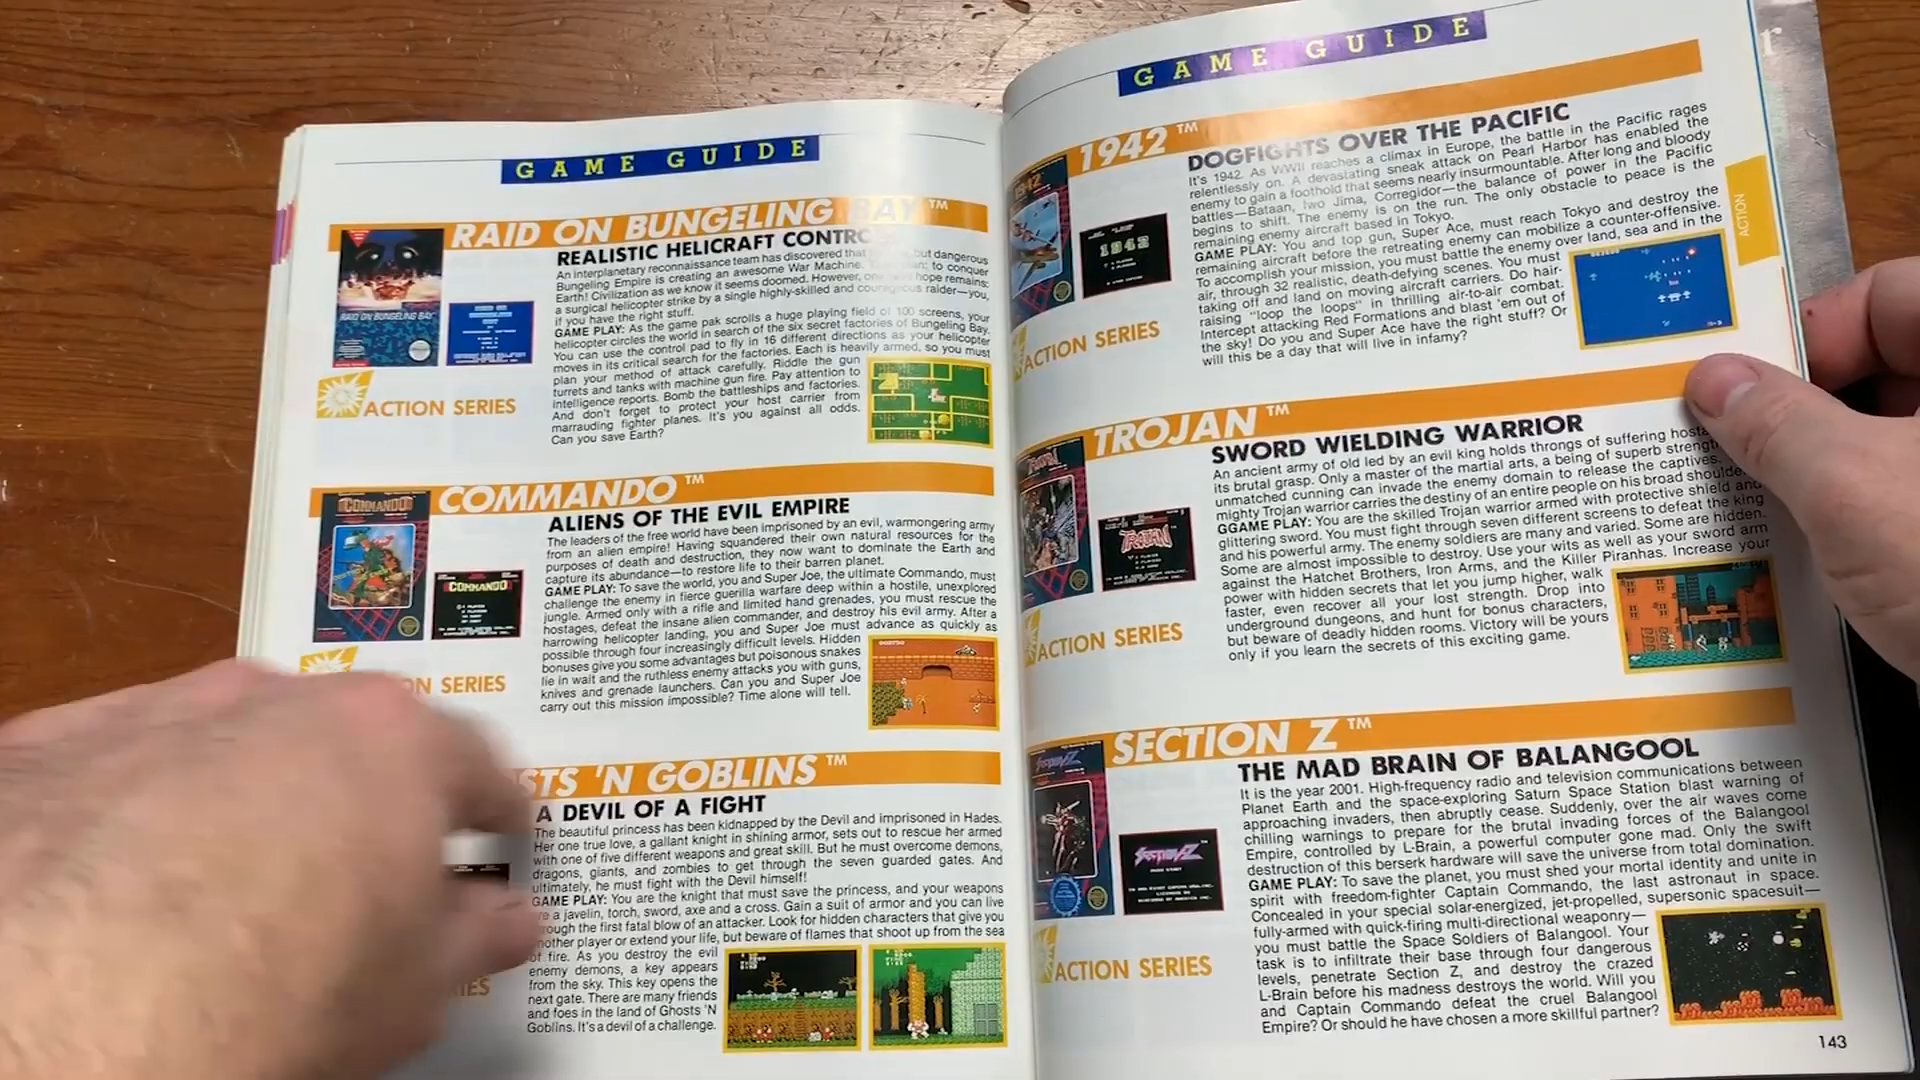 GAME GUIDE
RAID ON BUNGELING BAY™
REALISTIC HELICRAFT CONTRO
An interplanetary reconnaissance team has discovered that but dangerous
Bungeling Empire is creating an awesome War Machine. to conquer
Earth! Civilization as we know it seems doomed. However, one hope remains:
a surgical helicopter strike by a single highly-skilled and courageous raider—you,
if you have the right stuff.
GAME PLAY: As the game pak scrolls a huge playing field of 100 screens, your
helicopter circles the world in search of the six secret factories of Bungeling Bay.
You can use the control pad to fly in 16 different directions as your helicopter
moves in its critical search for the factories. Each is heavily armed, so you must
plan your method of attack carefully. Riddle the gun
turrets and tanks with machine gun fire. Pay attention to
intelligence reports. Bomb the battleships and factories.
And don't forget to protect your host carrier from
marauding fighter planes. It's you against all odds.
Can you save Earth?
RAID ON BUNGELING BAY
ACTION SERIES
COMMANDO™
ALIENS OF THE EVIL EMPIRE
The leaders of the free world have been imprisoned by an evil, warmongering army
from an alien empire! Having squandered their own natural resources for the
purposes of death and destruction, they now want to dominate the Earth and
capture its abundance—to restore life to their barren planet.
GAME PLAY: To save the world, you and Super Joe, the ultimate Commando, must
challenge the enemy in fierce guerilla warfare deep within a hostile, unexplored
jungle. Armed only with a rifle and limited hand grenades, you must rescue the
hostages, defeat the insane alien commander, and destroy his evil army. After a
harrowing helicopter landing, you and Super Joe must advance as quickly as
possible through four increasingly difficult levels. Hidden
bonuses give you some advantages but poisonous snakes
lie in wait and the ruthless enemy attacks you with guns,
knives and grenade launchers. Can you and Super Joe
carry out this mission impossible? Time alone will tell.
COMMANDO
COMMANDO
ON SERIES
STS 'N GOBLINS™
A DEVIL OF A FIGHT
The beautiful princess has been kidnapped by the Devil and imprisoned in Hades.
Her one true love, a gallant knight in shining armor, sets out to rescue her armed
with one of five different weapons and great skill. But he must overcome demons,
dragons, giants, and zombies to get through the seven guarded gates. And
ultimately, he must fight with the Devil himself!
GAME PLAY: You are the knight that must save the princess, and your weapons
re a javelin, torch, sword, axe and a cross. Gain a suit of armor and you can live
rough the first fatal blow of an attacker. Look for hidden characters that give you
nother player or extend your life, but beware of flames that shoot up from the sea
of fire. As you destroy the evil
enemy demons, a key appears
from the sky. This key opens the
next gate. There are many friends
and foes in the land of Ghosts 'N
Goblins. It's a devil of a challenge.
IES
GAME GUIDE
1942™
DOGFIGHTS OVER THE PACIFIC
It's 1942. As WWII reaches a climax in Europe, the battle in the Pacific rages
relentlessly on. A devastating sneak attack on Pearl Harbor has enabled the
enemy to gain a foothold that seems nearly insurmountable. After long and bloody
battles—Bataan, Iwo Jima, Corregidor—the balance of power in the Pacific
begins to shift. The enemy is on the run. The only obstacle to peace is the
remaining enemy aircraft based in Tokyo.
GAME PLAY: You and top gun, Super Ace, must reach Tokyo and destroy the
remaining aircraft before the retreating enemy can mobilize a counter-offensive.
To accomplish your mission, you must battle the enemy over land, sea and in the
air, through 32 realistic, death-defying scenes. You must
taking off and land on moving aircraft carriers. Do hair-
raising "loop the loops" in thrilling air-to-air combat.
Intercept attacking Red Formations and blast 'em out of
the sky! Do you and Super Ace have the right stuff? Or
will this be a day that will live in infamy?
1942
1942
ACTION SERIES
ACTION
TROJAN™
SWORD WIELDING WARRIOR
An ancient army of old led by an evil king holds throngs of suffering hosta
its brutal grasp. Only a master of the martial arts, a being of superb strength
unmatched cunning can invade the enemy domain to release the captives.
mighty Trojan warrior carries the destiny of an entire people on his broad shoulde
GGAME PLAY: You are the skilled Trojan warrior armed with protective shield and
glittering sword. You must fight through seven different screens to defeat the king
and his powerful army. The enemy soldiers are many and varied. Some are hidden.
Some are almost impossible to destroy. Use your wits as well as your sword arm
against the Hatchet Brothers, Iron Arms, and the Killer Piranhas. Increase your
power with hidden secrets that let you jump higher, walk
faster, even recover all your lost strength. Drop into
underground dungeons, and hunt for bonus characters,
but beware of deadly hidden rooms. Victory will be yours
only if you learn the secrets of this exciting game.
TROJAN
TROJAN
ACTION SERIES
SECTION Z™
THE MAD BRAIN OF BALANGOOL
It is the year 2001. High-frequency radio and television communications between
Planet Earth and the space-exploring Saturn Space Station blast warning of
approaching invaders, then abruptly cease. Suddenly, over the air waves come
chilling warnings to prepare for the brutal invading forces of the Balangool
Empire, controlled by L-Brain, a powerful computer gone mad. Only the swift
destruction of this berserk hardware will save the universe from total domination.
GAME PLAY: To save the planet, you must shed your mortal identity and unite in
spirit with freedom-fighter Captain Commando, the last astronaut in space.
Concealed in your special solar-energized, jet-propelled, supersonic spacesuit—
fully-armed with quick-firing multi-directional weaponry—
you must battle the Space Soldiers of Balangool. Your
task is to infiltrate their base through four dangerous
levels, penetrate Section Z, and destroy the crazed
L-Brain before his madness destroys the world. Will you
and Captain Commando defeat the cruel Balangool
Empire? Or should he have chosen a more skillful partner?
SECTION-Z
SECTION-Z
ACTION SERIES
143